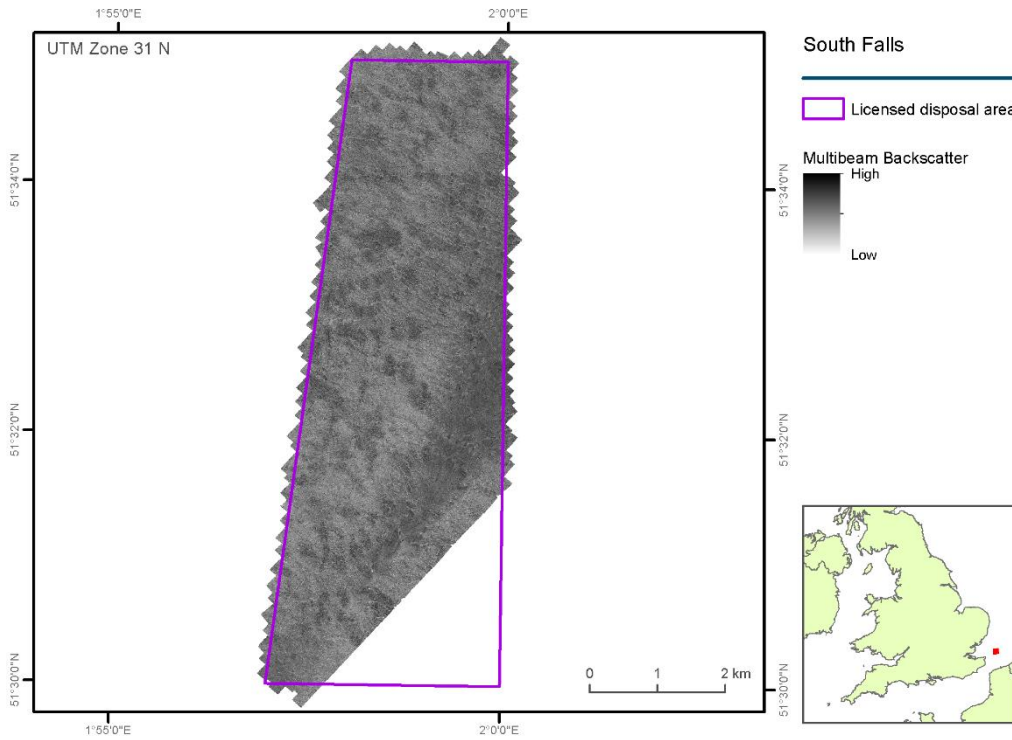 1°55'0"E
2°0'0"E
UTM Zone 31 N
South Falls
Licensed disposal area
Multibeam Backscatter
High
Low
51°34'0"N
51°34'0"N
51°32'0"N
51°32'0"N
51°30'0"N
51°30'0"N
0 1 2 km
1°55'0"E
2°0'0"E